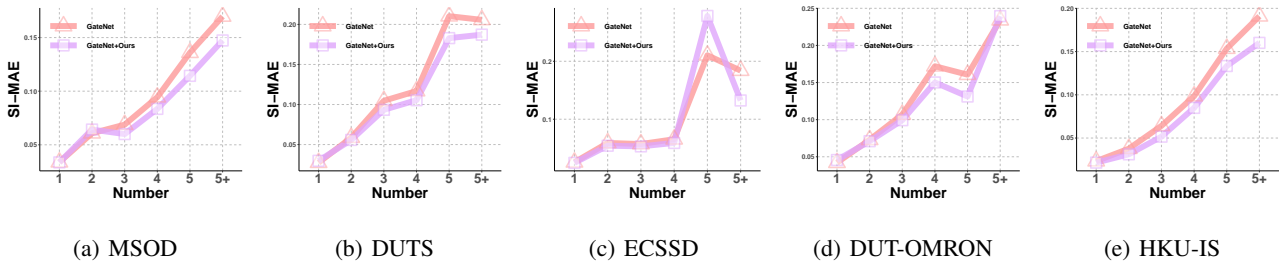 SI−MAE
0.15
0.10
0.05
GateNet
GateNet+Ours
1 2 3 4 5 5+
Number
(a) MSOD
SI−MAE
0.20
0.15
0.10
0.05
GateNet
GateNet+Ours
1 2 3 4 5 5+
Number
(b) DUTS
SI−MAE
0.2
0.1
GateNet
GateNet+Ours
1 2 3 4 5 5+
Number
(c) ECSSD
SI−MAE
0.25
0.20
0.15
0.10
0.05
GateNet
GateNet+Ours
1 2 3 4 5 5+
Number
(d) DUT-OMRON
SI−MAE
0.20
0.15
0.10
0.05
GateNet
GateNet+Ours
1 2 3 4 5 5+
Number
(e) HKU-IS